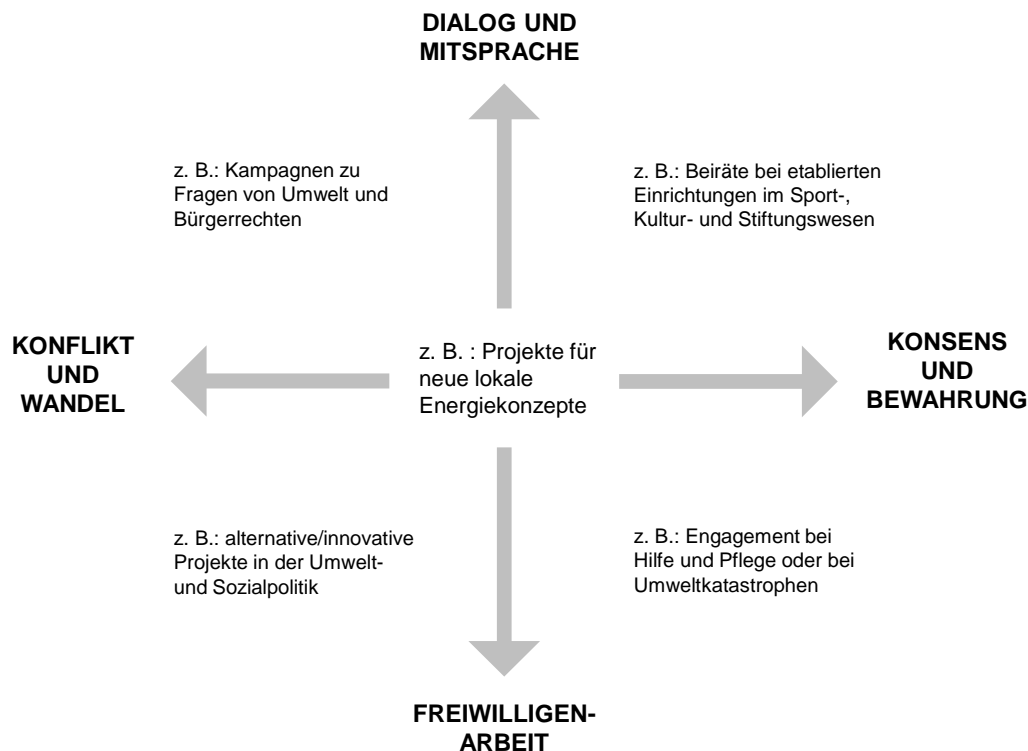 DIALOG UND
MITSPRACHE
z. B.: Kampagnen zu
Fragen von Umwelt und
Bürgerrechten
z. B.: Beiräte bei etablierten
Einrichtungen im Sport-,
Kultur- und Stiftungswesen
KONFLIKT
UND
WANDEL
z. B. : Projekte für
neue lokale
Energiekonzepte
KONSENS
UND
BEWAHRUNG
z. B.: alternative/innovative
Projekte in der Umwelt-
und Sozialpolitik
z. B.: Engagement bei
Hilfe und Pflege oder bei
Umweltkatastrophen
FREIWILLIGEN-
ARBEIT